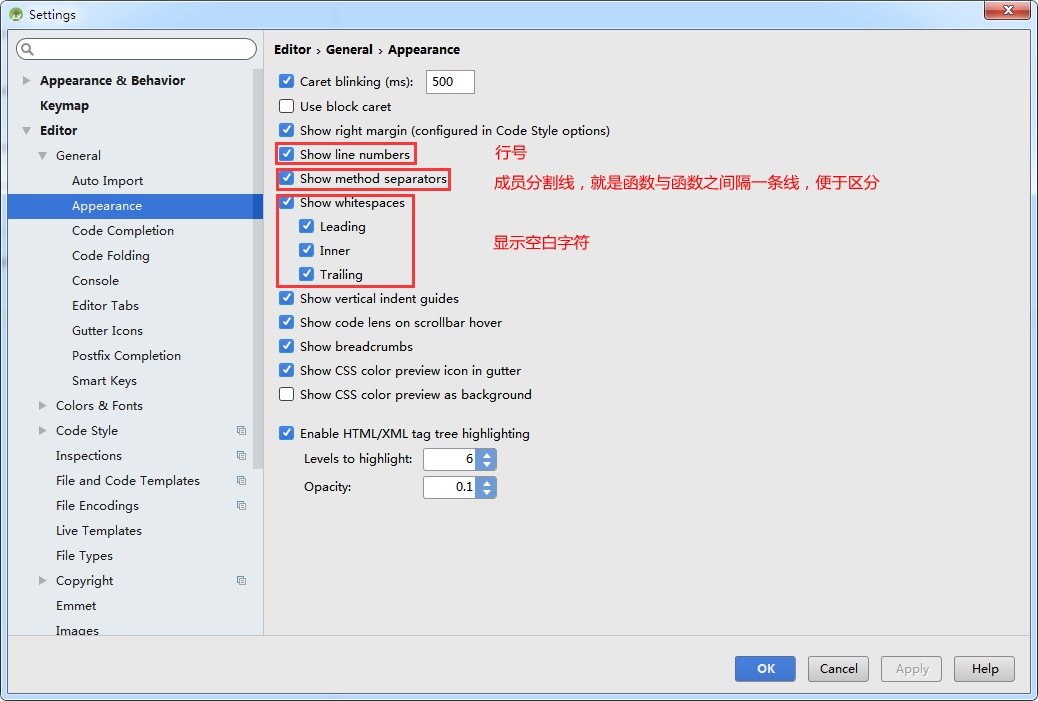 Settings
Editor › General › Appearance
Appearance & Behavior
Keymap
Editor
General
Auto Import
Appearance
Code Completion
Code Folding
Console
Editor Tabs
Gutter Icons
Postfix Completion
Smart Keys
Colors & Fonts
Code Style
Inspections
File and Code Templates
File Encodings
Live Templates
File Types
Copyright
Emmet
Images
Caret blinking (ms): 500
Use block caret
Show right margin (configured in Code Style options)
Show line numbers 行号
Show method separators 成员分割线，就是函数与函数之间隔一条线，便于区分
Show whitespaces
Leading
Inner 显示空白字符
Trailing
Show vertical indent guides
Show code lens on scrollbar hover
Show breadcrumbs
Show CSS color preview icon in gutter
Show CSS color preview as background
Enable HTML/XML tag tree highlighting
Levels to highlight: 6
Opacity: 0.1
OK Cancel Apply Help